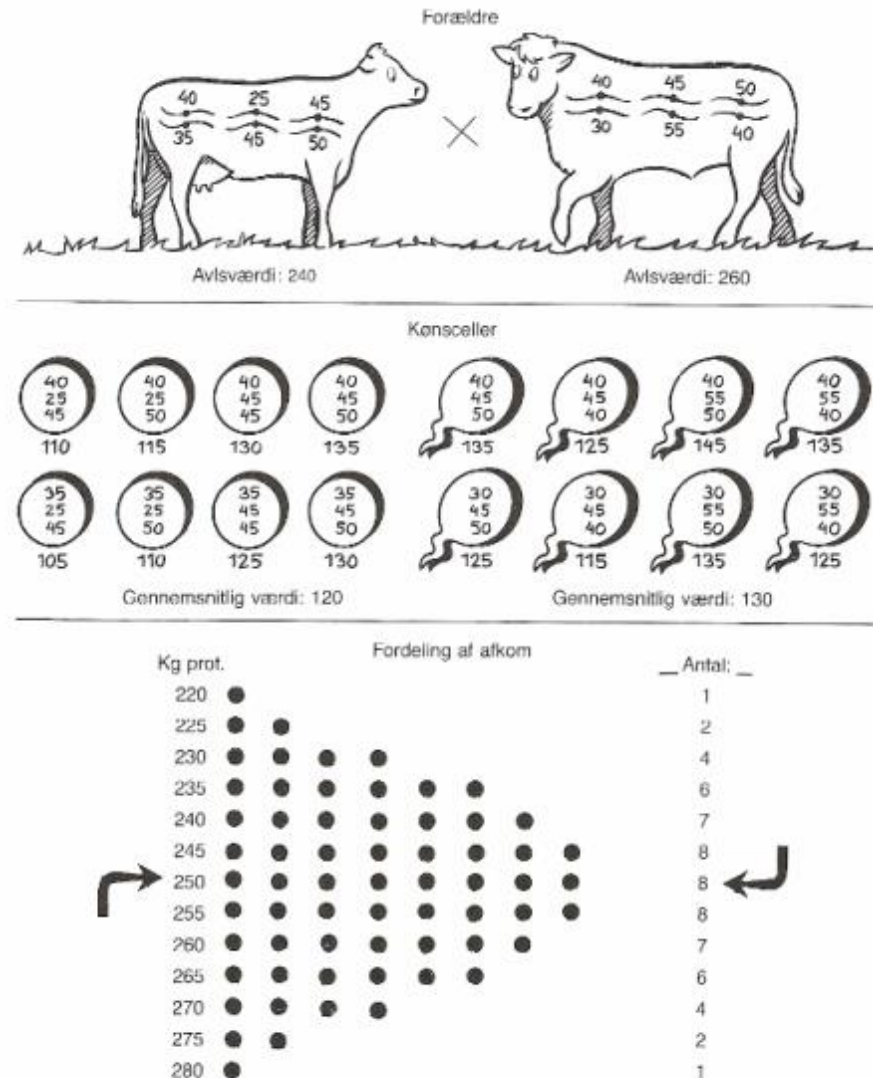 Forældre
40 25 45
35 45 50
40 45 50
30 55 40
Avlsværdi: 240
Avlsværdi: 260
Kønsceller
40 40 40 40 40 40 40 40
25 25 45 45 45 45 55 55
45 50 45 50 50 40 50 40
110 115 130 135 135 125 145 135
35 35 35 35 30 30 30 30
25 25 45 45 45 45 55 55
45 50 45 50 50 40 50 40
105 110 125 130 125 115 135 125
Gennemsnitlig værdi: 120
Gennemsnitlig værdi: 130
Fordeling af afkom
Kg prot. Antal:
220 1
225 2
230 4
235 6
240 7
245 8
250 8
255 8
260 7
265 6
270 4
275 2
280 1